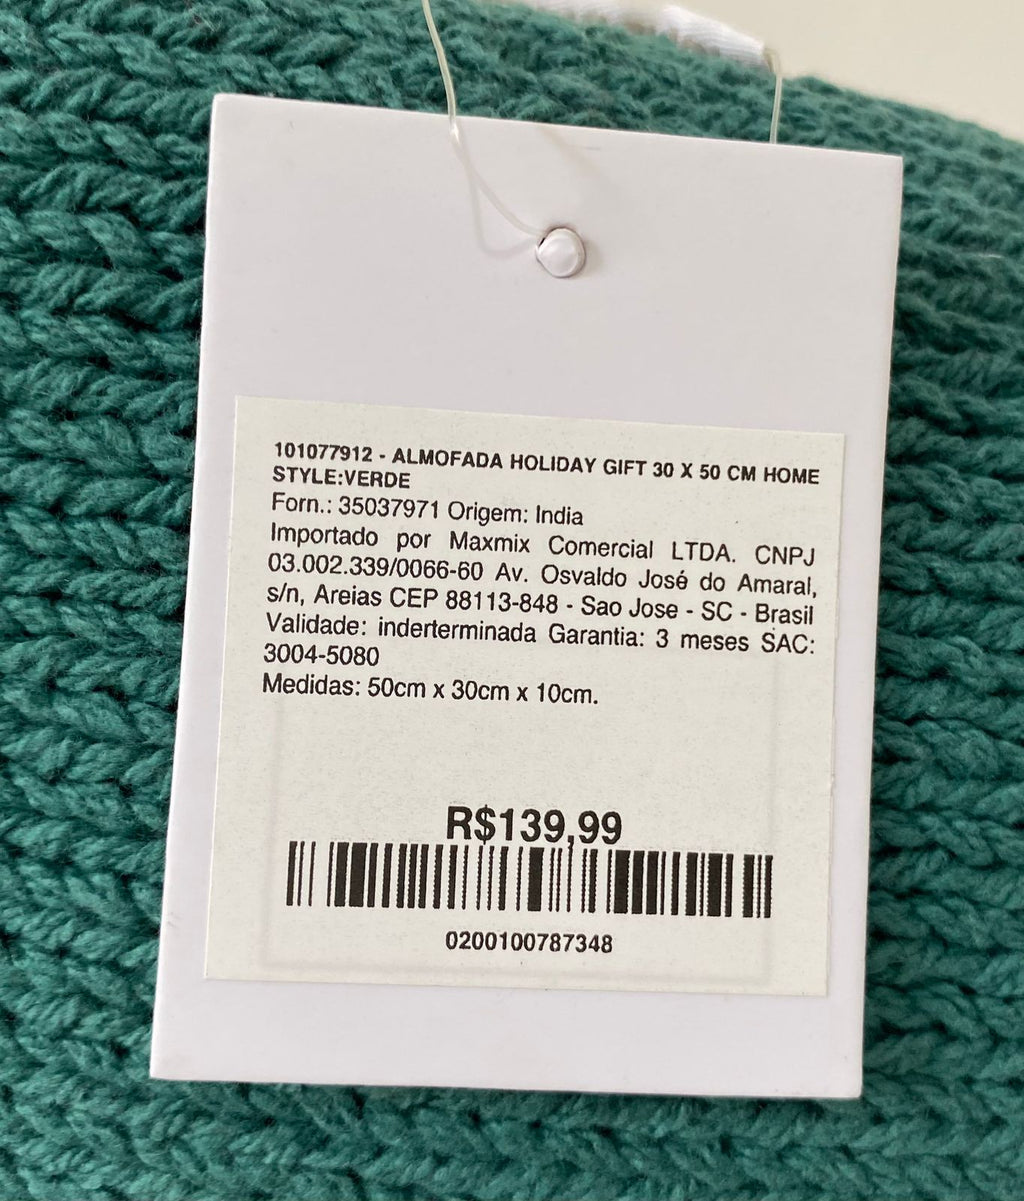 101077912 - ALMOFADA HOLIDAY GIFT 30 X 50 CM HOME
STYLE:VERDE
Forn.: 35037971 Origem: India
Importado por Maxmix Comercial LTDA. CNPJ
03.002.339/0066-60 Av. Osvaldo José do Amaral,
s/n, Areias CEP 88113-848 - Sao Jose - SC - Brasil
Validade: inderterminada Garantia: 3 meses SAC:
3004-5080
Medidas: 50cm x 30cm x 10cm.
R$139,99
0200100787348